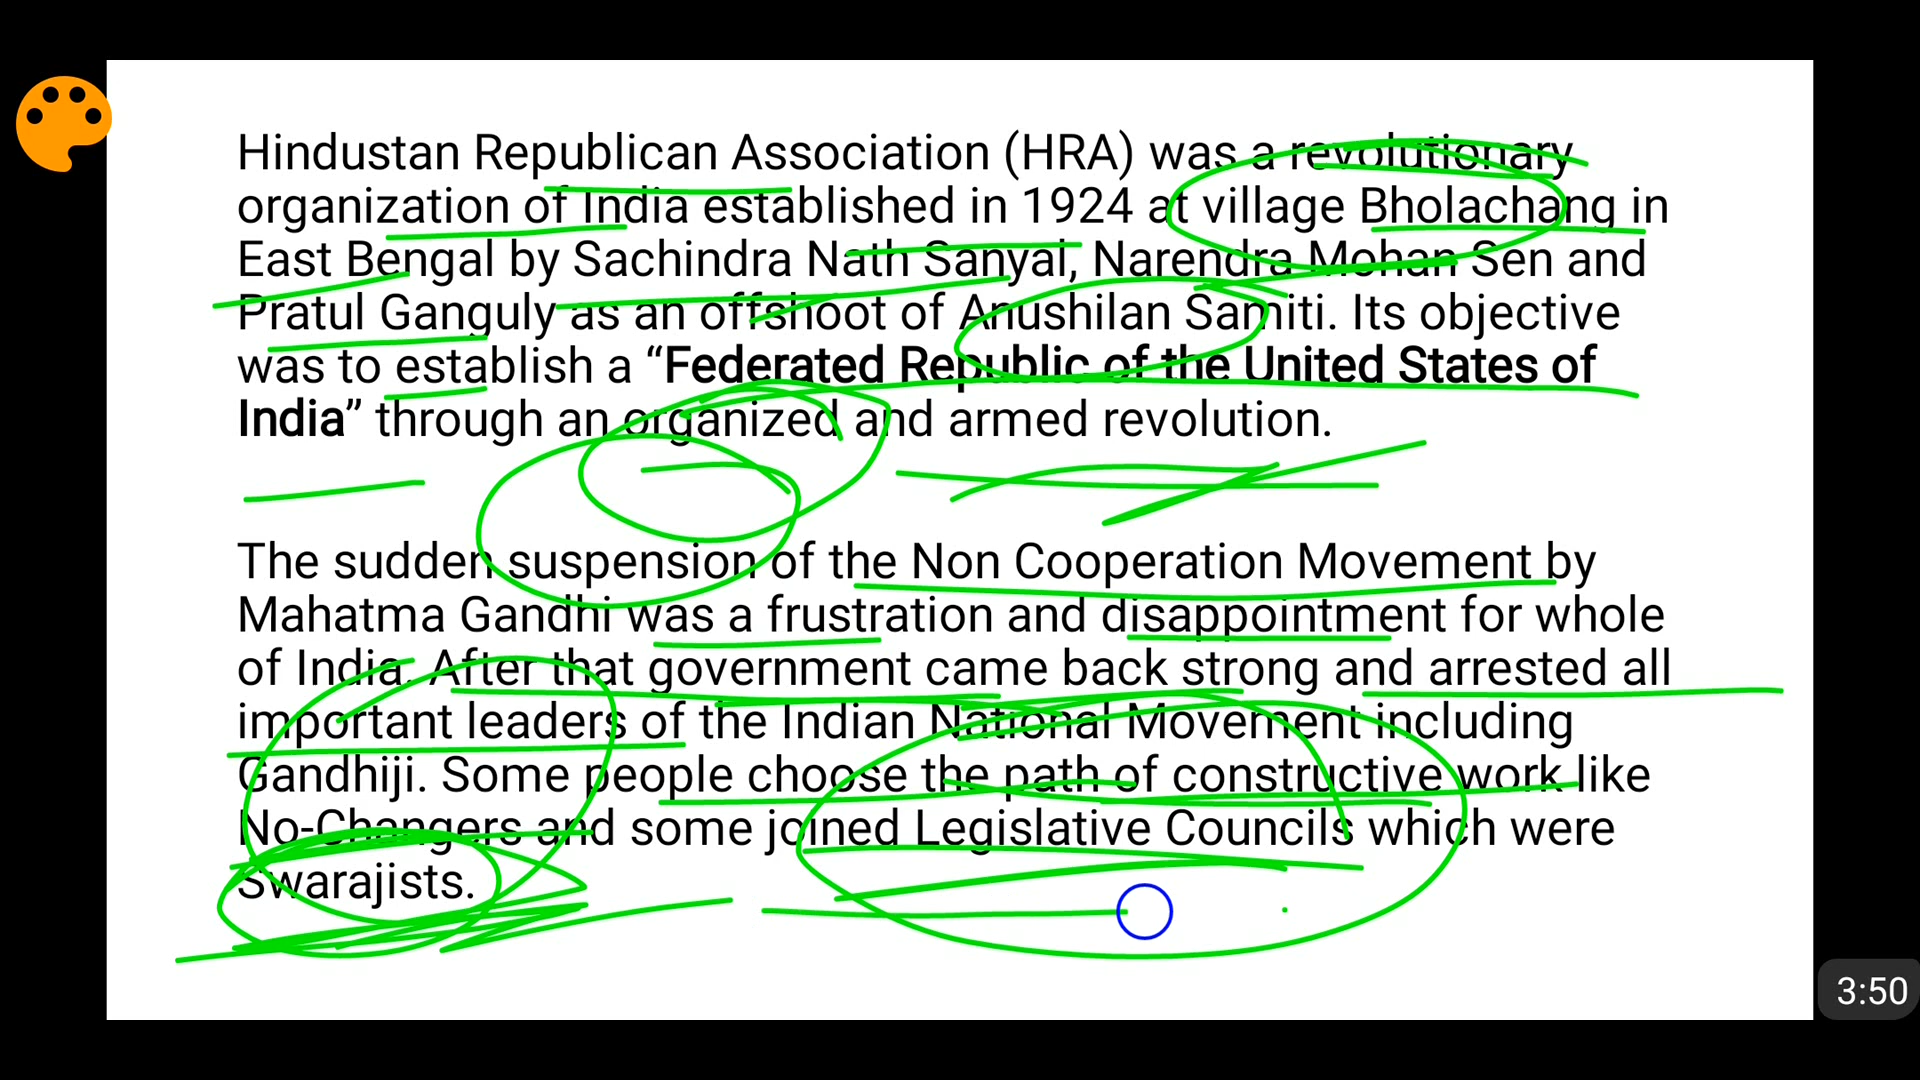 Hindustan Republican Association (HRA) was a revolutionary
organization of India established in 1924 at village Bholachang in
East Bengal by Sachindra Nath Sanyal, Narendra Mohan Sen and
Pratul Ganguly as an offshoot of Anushilan Samiti. Its objective
was to establish a “Federated Republic of the United States of
India” through an organized and armed revolution.
The sudden suspension of the Non Cooperation Movement by
Mahatma Gandhi was a frustration and disappointment for whole
of India. After that government came back strong and arrested all
important leaders of the Indian National Movement including
Gandhiji. Some people choose the path of constructive work like
No-Changers and some joined Legislative Councils which were
Swarajists.
3:50